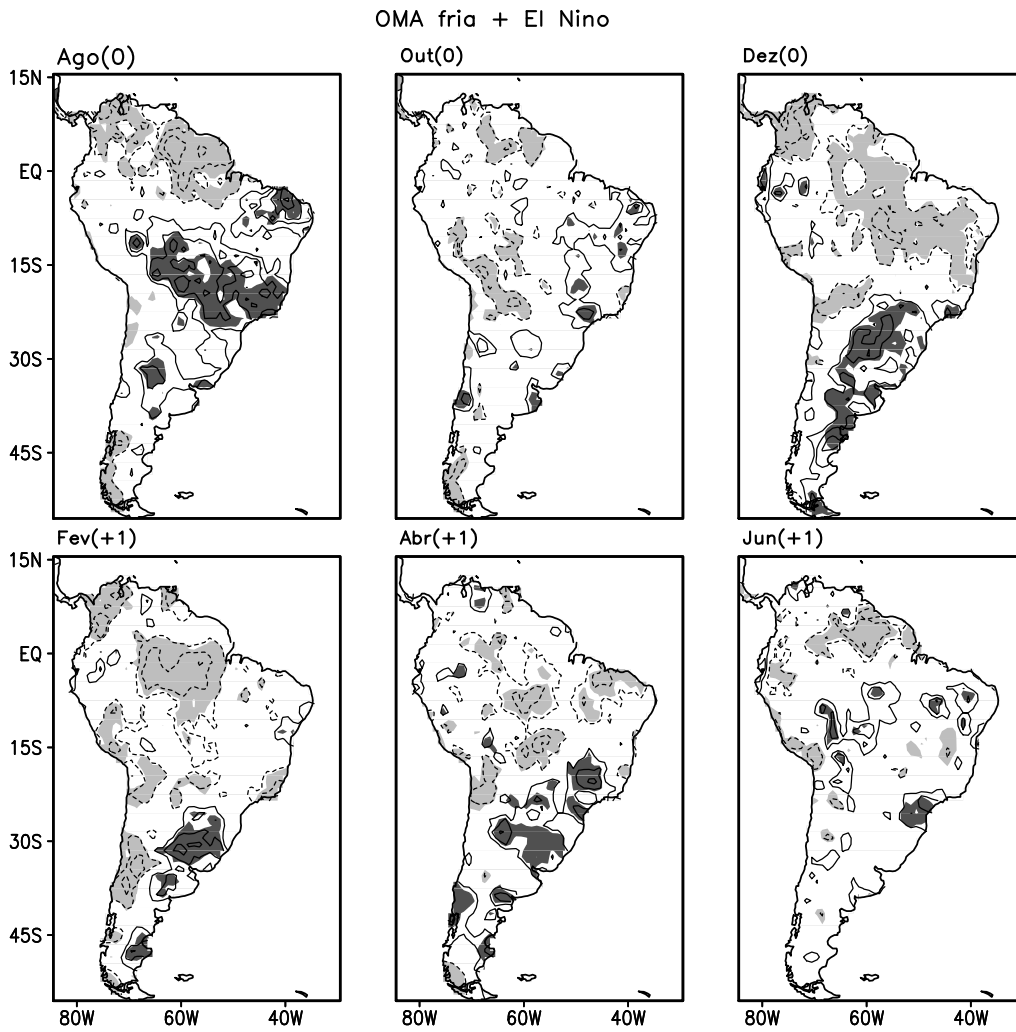 OMA fria + El Nino
Ago(0)
Out(0)
Dez(0)
15N
EQ
15S
30S
45S
Fev(+1)
Abr(+1)
Jun(+1)
15N
EQ
15S
30S
45S
80W 60W 40W 80W 60W 40W 80W 60W 40W